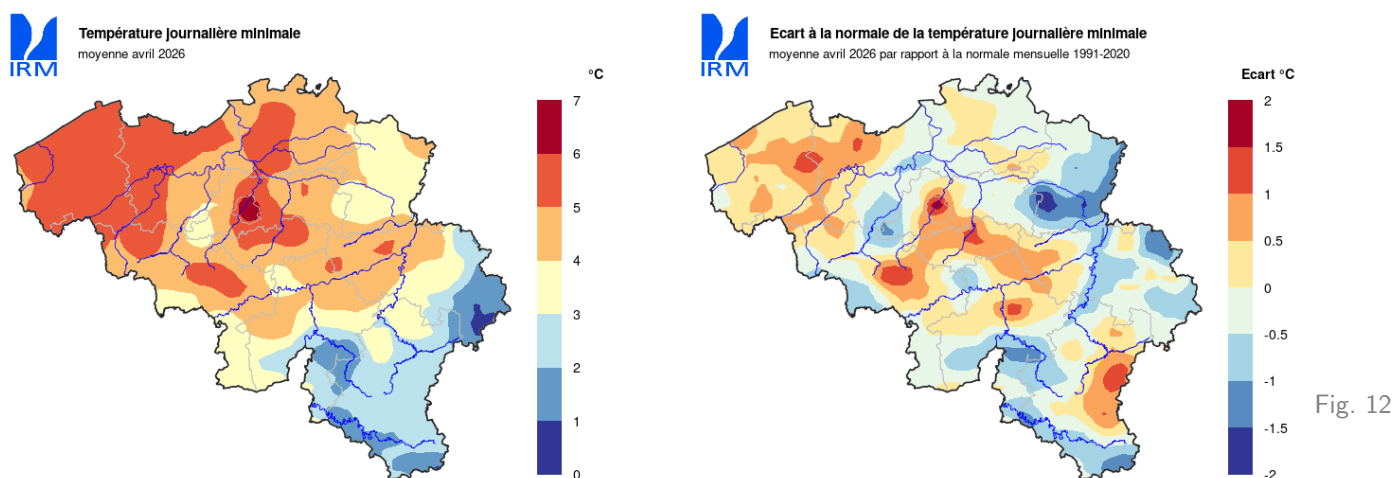 IRM
Température journalière minimale
moyenne avril 2026
°C
7
6
5
4
3
2
1
0
IRM
Ecart à la normale de la température journalière minimale
moyenne avril 2026 par rapport à la normale mensuelle 1991-2020
Ecart °C
2
1.5
1
0.5
0
-0.5
-1
-1.5
-2
Fig. 12